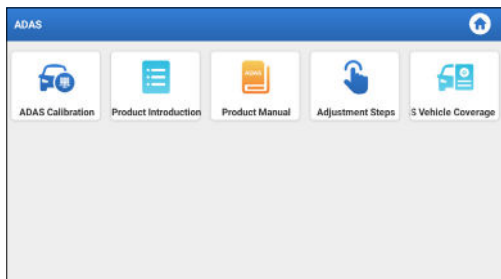 ADAS
ADAS
ADAS Calibration
Product Introduction
Product Manual
Adjustment Steps
S Vehicle Coverage